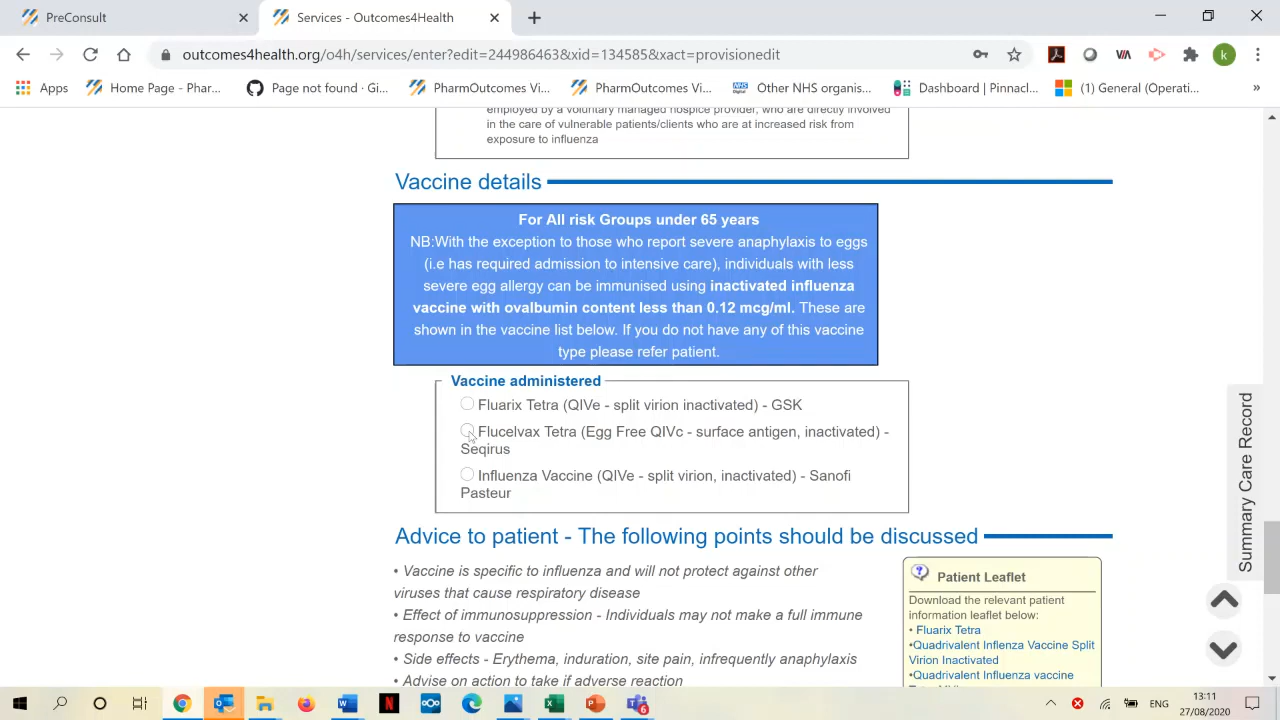 PreConsult
Services - Outcomes4Health
outcomes4health.org/o4h/services/enter?edit=244986463&xid=134585&xact=provisionedit
VIA
k
Apps
Home Page - Phar...
Page not found · Gi...
PharmOutcomes Vi...
PharmOutcomes Vi...
Other NHS organis...
Dashboard | Pinnacl...
(1) General (Operati...
»
employed by a voluntary managed hospice provider, who are directly involved
in the care of vulnerable patients/clients who are at increased risk from
exposure to influenza
Vaccine details
For All risk Groups under 65 years
NB:With the exception to those who report severe anaphylaxis to eggs
(i.e has required admission to intensive care), individuals with less
severe egg allergy can be immunised using inactivated influenza
vaccine with ovalbumin content less than 0.12 mcg/ml. These are
shown in the vaccine list below. If you do not have any of this vaccine
type please refer patient.
Vaccine administered
Fluarix Tetra (QIVe - split virion inactivated) - GSK
Flucelvax Tetra (Egg Free QIVc - surface antigen, inactivated) -
Seqirus
Influenza Vaccine (QIVe - split virion, inactivated) - Sanofi
Pasteur
Summary Care Record
Advice to patient - The following points should be discussed
• Vaccine is specific to influenza and will not protect against other
viruses that cause respiratory disease
• Effect of immunosuppression - Individuals may not make a full immune
response to vaccine
• Side effects - Erythema, induration, site pain, infrequently anaphylaxis
• Advise on action to take if adverse reaction
Patient Leaflet
Download the relevant patient
information leaflet below:
• Fluarix Tetra
•Quadrivalent Inflenza Vaccine Split
Virion Inactivated
•Quadrivalent Influenza vaccine
ENG
13:11
27/08/2020